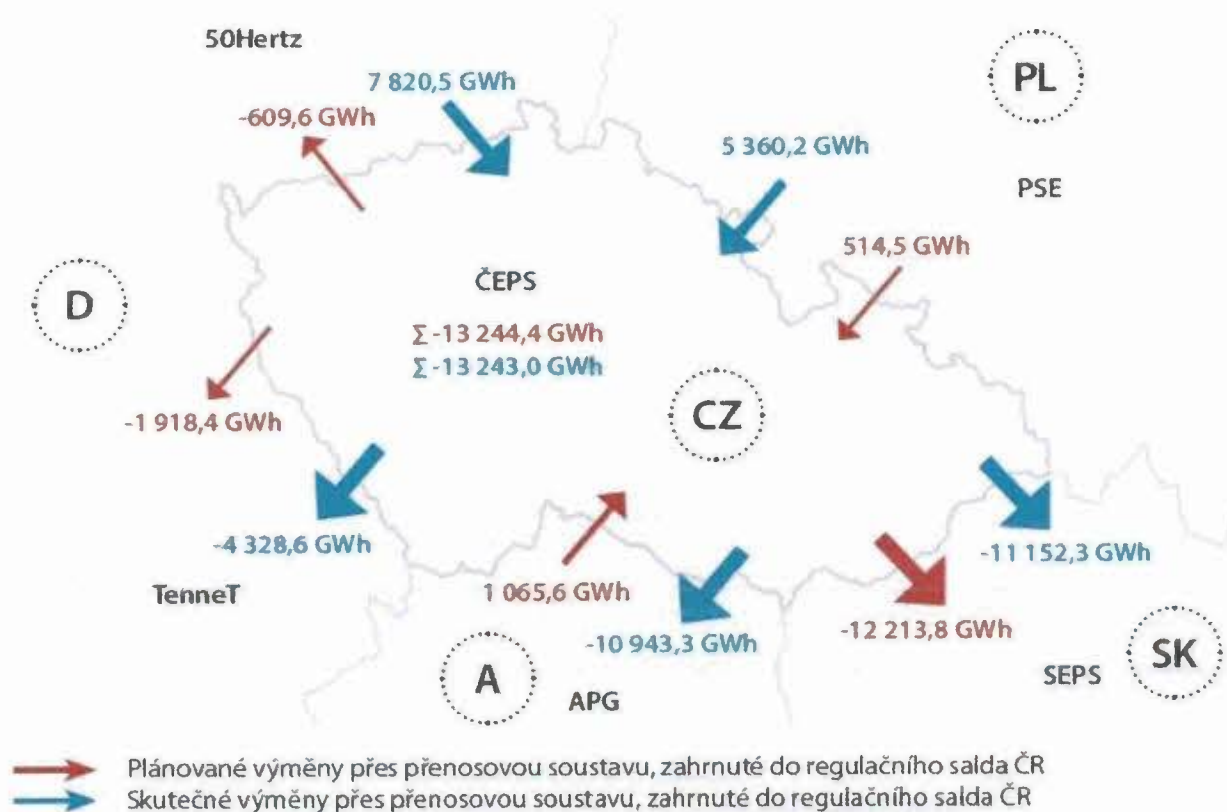 50Hertz
7 820,5 GWh
-609,6 GWh
PL
5 360,2 GWh
PSE
514,5 GWh
D
ČEPS
Σ -13 244,4 GWh
Σ -13 243,0 GWh
CZ
-1 918,4 GWh
-4 328,6 GWh
-11 152,3 GWh
TenneT
1 065,6 GWh
-12 213,8 GWh
-10 943,3 GWh
SK
A
SEPS
APG
Plánované výměny přes přenosovou soustavu, zahrnuté do regulačního salda ČR
Skutečné výměny přes přenosovou soustavu, zahrnuté do regulačního salda ČR